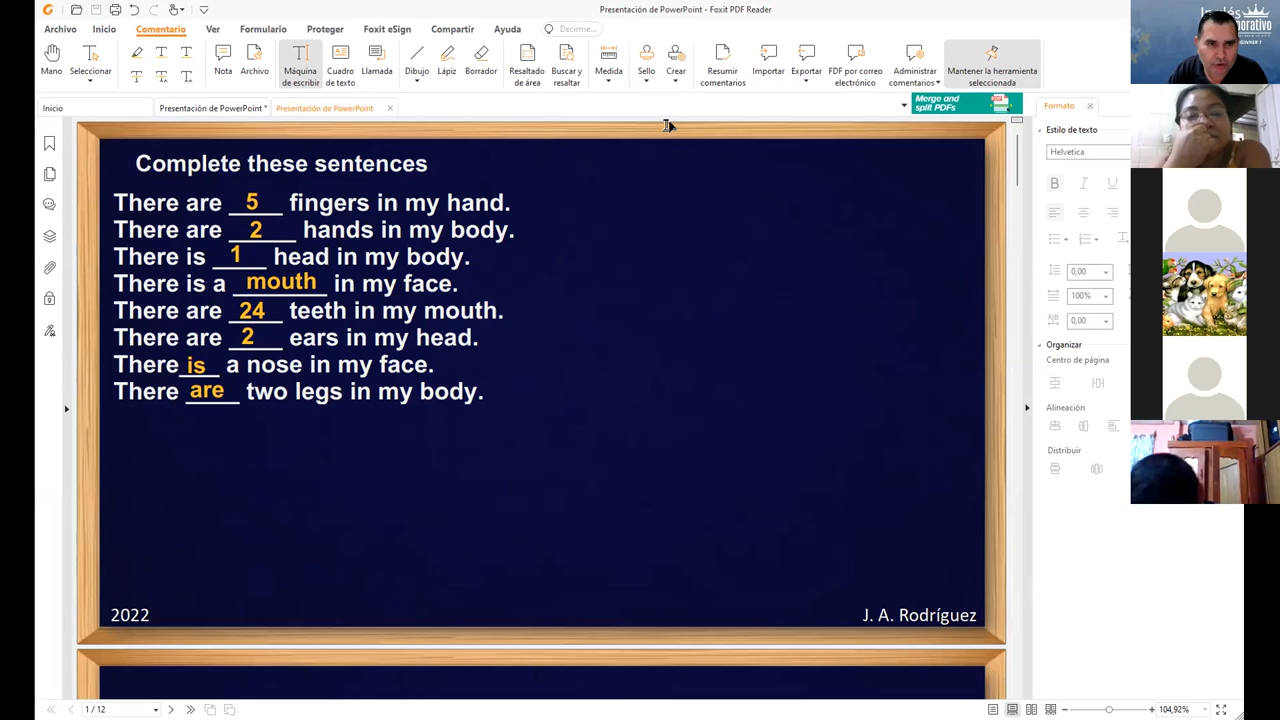 Presentación de PowerPoint - Foxit PDF Reader
Archivo Inicio Comentario Ver Formulario Proteger Foxit eSign Compartir Ayuda Decirme...
Mano Seleccionar Nota Archivo Máquina de escribir Cuadro de texto Llamada Dibujo Lápiz Borrador Resaltado de área Buscar y resaltar Medida Sello Crear Resumir comentarios Importar Exportar FDF por correo electrónico Administrar comentarios Mantener la herramienta seleccionada
Inicio Presentación de PowerPoint * Presentación de PowerPoint
Merge and
split PDFs
Complete these sentences
There are 5 fingers in my hand.
There are 2 hands in my body.
There is 1 head in my body.
There is a mouth in my face.
There are 24 teeth in my mouth.
There are 2 ears in my head.
There is a nose in my face.
There are two legs in my body.
2022
J. A. Rodríguez
Formato
Estilo de texto
Helvetica
0,00
100%
0,00
Organizar
Centro de página
Alineación
Distribuir
1 / 12
104,92%
Inglés